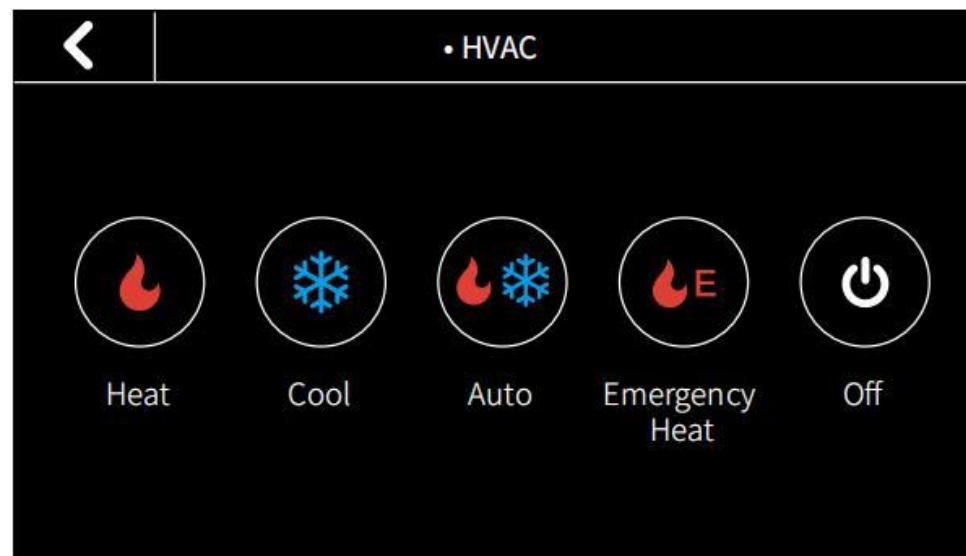 • HVAC
E
Heat
Cool
Auto
Emergency
Heat
Off